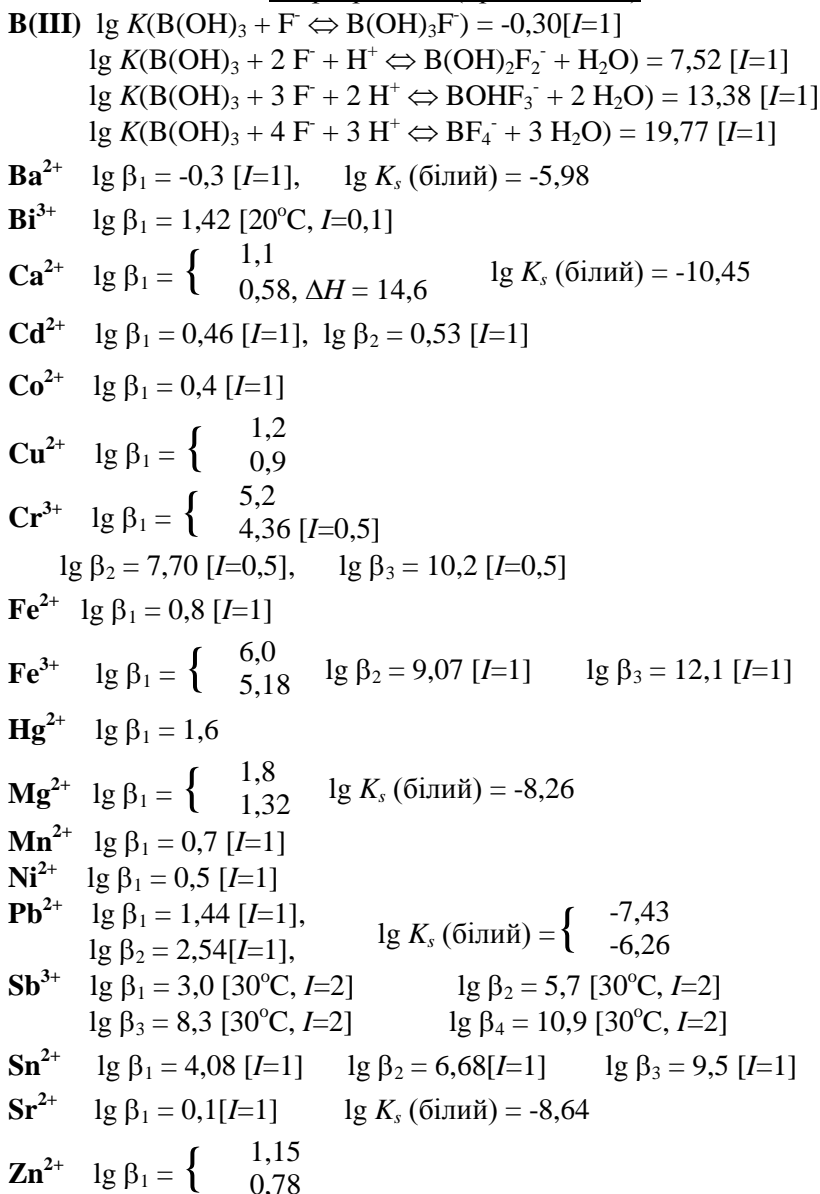 B(III) lg K(B(OH)₃ + F⁻ ⇔ B(OH)₃F⁻) = -0,30[I=1]
lg K(B(OH)₃ + 2 F⁻ + H⁺ ⇔ B(OH)₂F₂⁻ + H₂O) = 7,52 [I=1]
lg K(B(OH)₃ + 3 F⁻ + 2 H⁺ ⇔ BOHF₃⁻ + 2 H₂O) = 13,38 [I=1]
lg K(B(OH)₃ + 4 F⁻ + 3 H⁺ ⇔ BF₄⁻ + 3 H₂O) = 19,77 [I=1]
Ba²⁺ lg β₁ = -0,3 [I=1], lg Kₛ (білий) = -5,98
Bi³⁺ lg β₁ = 1,42 [20°C, I=0,1]
Ca²⁺ lg β₁ = { 1,1
0,58, ΔH = 14,6 lg Kₛ (білий) = -10,45
Cd²⁺ lg β₁ = 0,46 [I=1], lg β₂ = 0,53 [I=1]
Co²⁺ lg β₁ = 0,4 [I=1]
Cu²⁺ lg β₁ = { 1,2
0,9
Cr³⁺ lg β₁ = { 5,2
4,36 [I=0,5]
lg β₂ = 7,70 [I=0,5], lg β₃ = 10,2 [I=0,5]
Fe²⁺ lg β₁ = 0,8 [I=1]
Fe³⁺ lg β₁ = { 6,0
5,18 lg β₂ = 9,07 [I=1] lg β₃ = 12,1 [I=1]
Hg²⁺ lg β₁ = 1,6
Mg²⁺ lg β₁ = { 1,8
1,32 lg Kₛ (білий) = -8,26
Mn²⁺ lg β₁ = 0,7 [I=1]
Ni²⁺ lg β₁ = 0,5 [I=1]
Pb²⁺ lg β₁ = 1,44 [I=1],
lg β₂ = 2,54[I=1], lg Kₛ (білий) = { -7,43
-6,26
Sb³⁺ lg β₁ = 3,0 [30°C, I=2] lg β₂ = 5,7 [30°C, I=2]
lg β₃ = 8,3 [30°C, I=2] lg β₄ = 10,9 [30°C, I=2]
Sn²⁺ lg β₁ = 4,08 [I=1] lg β₂ = 6,68[I=1] lg β₃ = 9,5 [I=1]
Sr²⁺ lg β₁ = 0,1[I=1] lg Kₛ (білий) = -8,64
Zn²⁺ lg β₁ = { 1,15
0,78